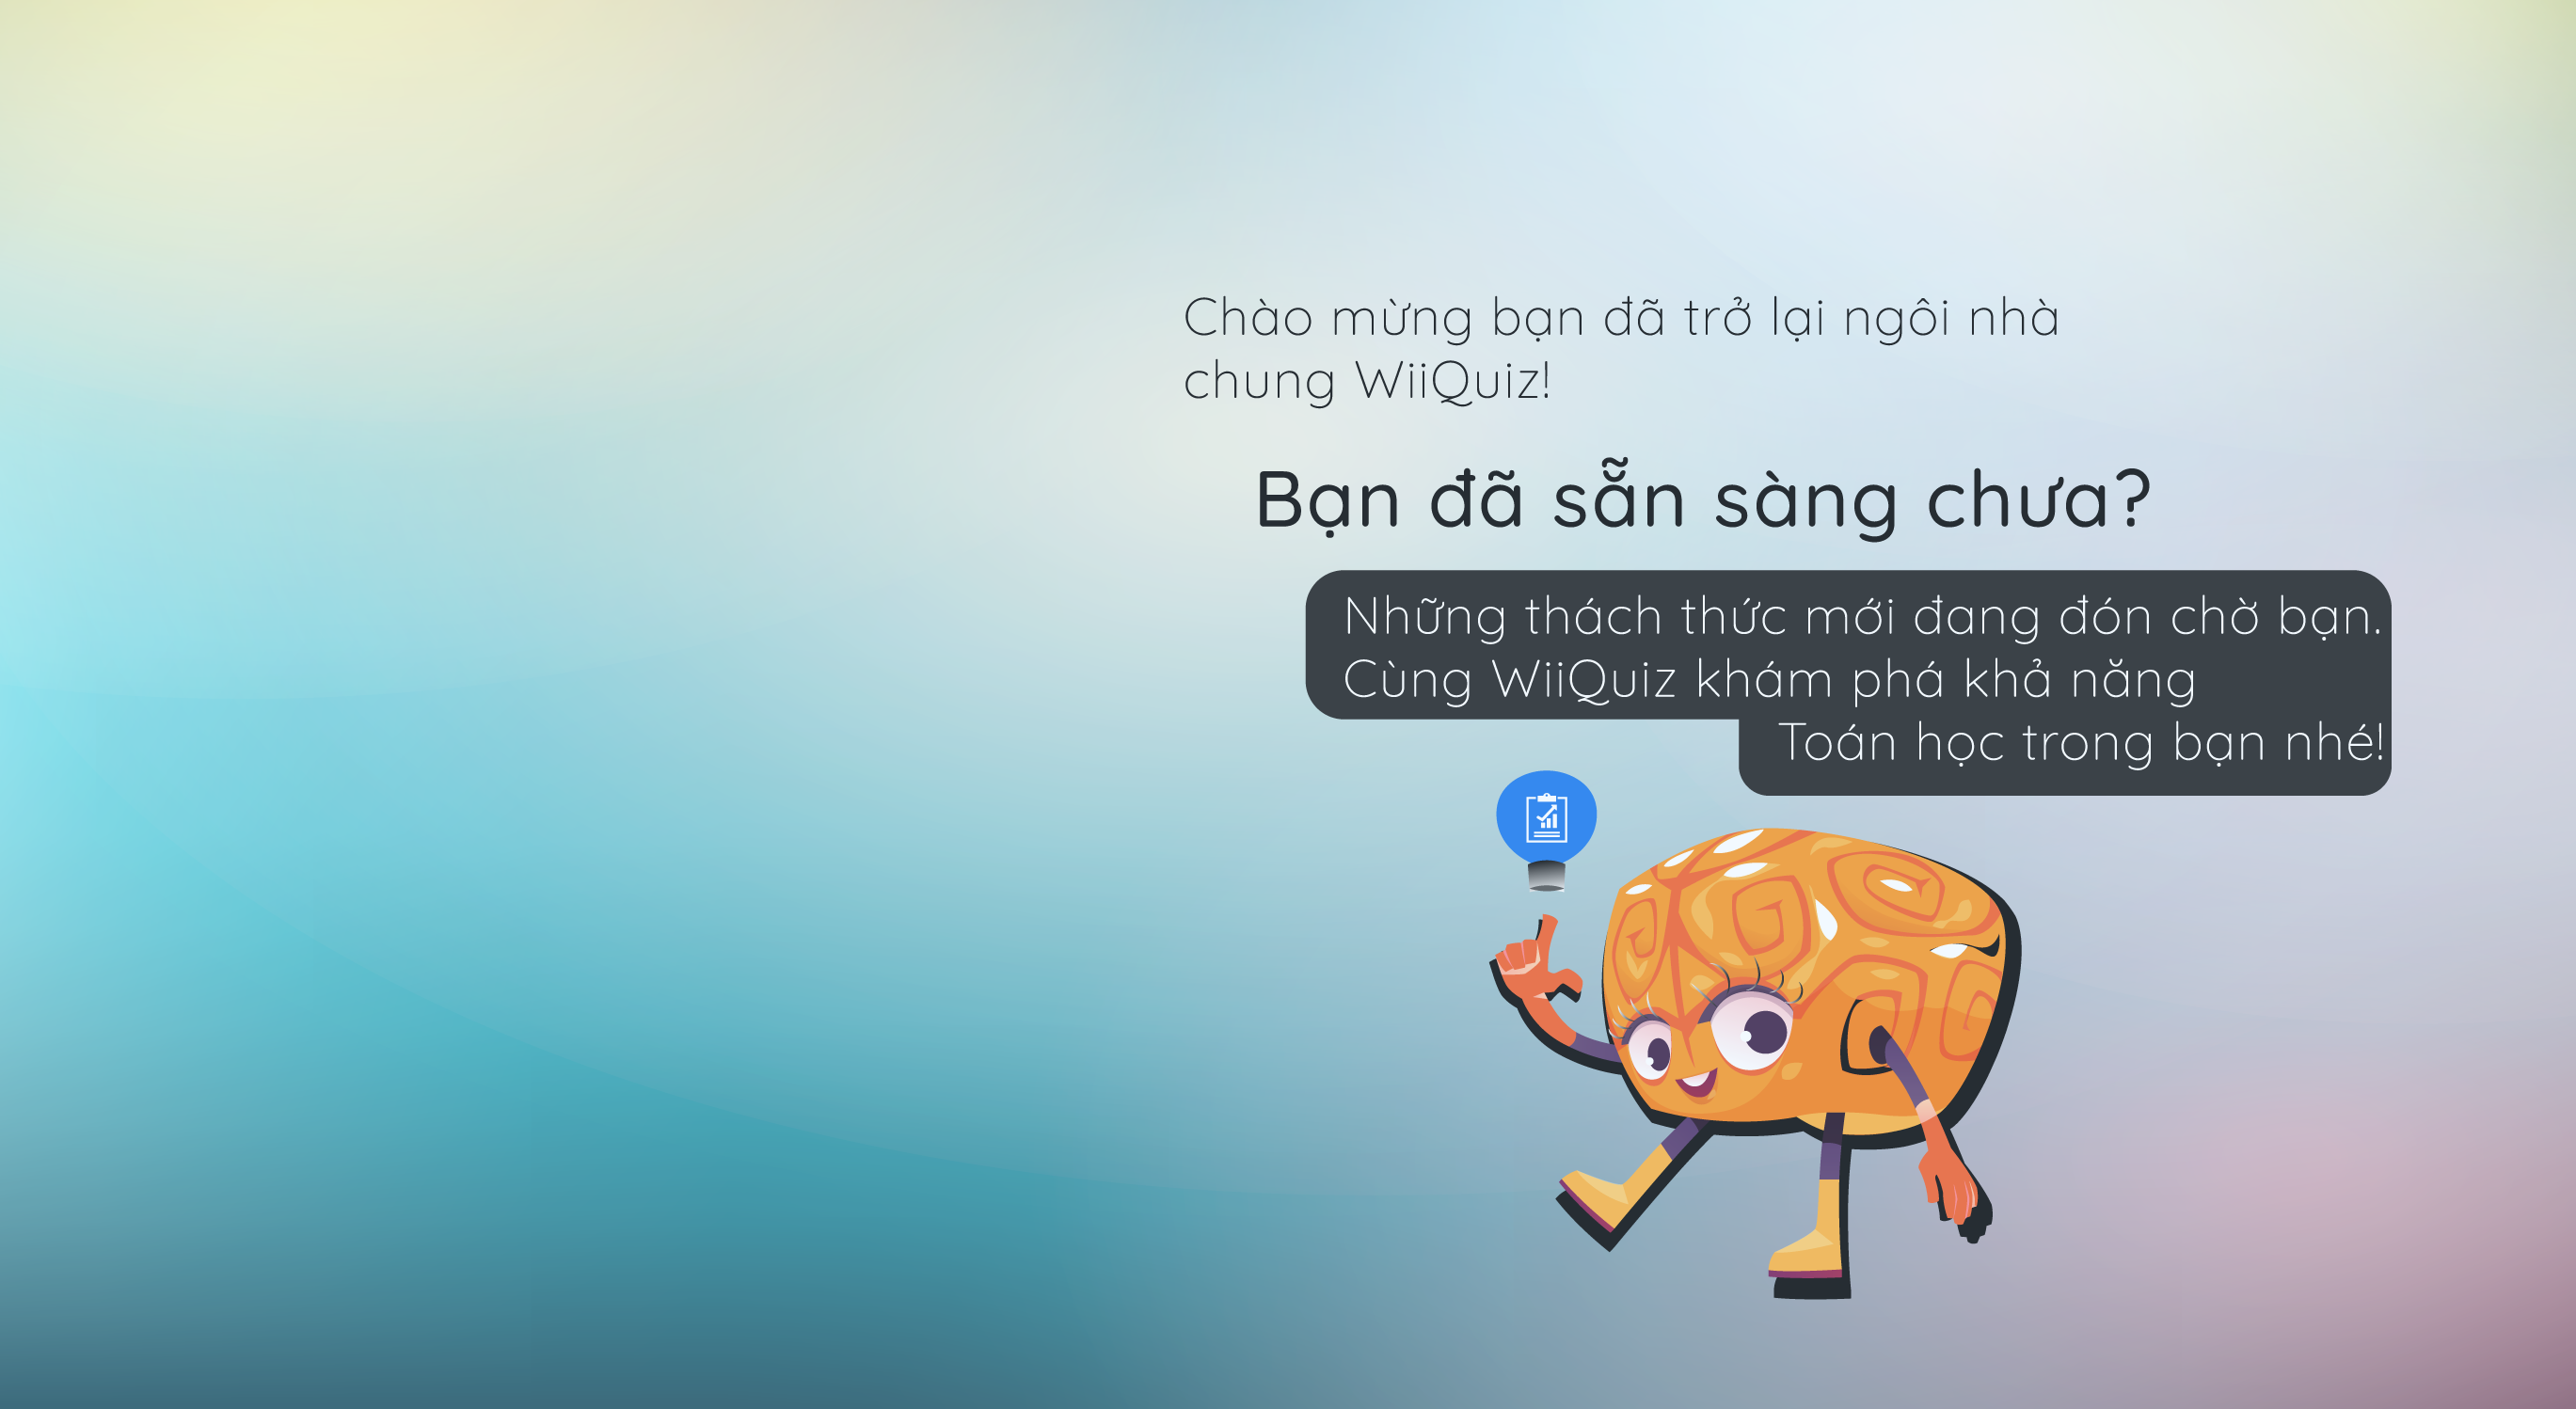 Chào mừng bạn đã trở lại ngôi nhà
chung WiiQuiz!
Bạn đã sẵn sàng chưa?
Những thách thức mới đang đón chờ bạn.
Cùng WiiQuiz khám phá khả năng
Toán học trong bạn nhé!